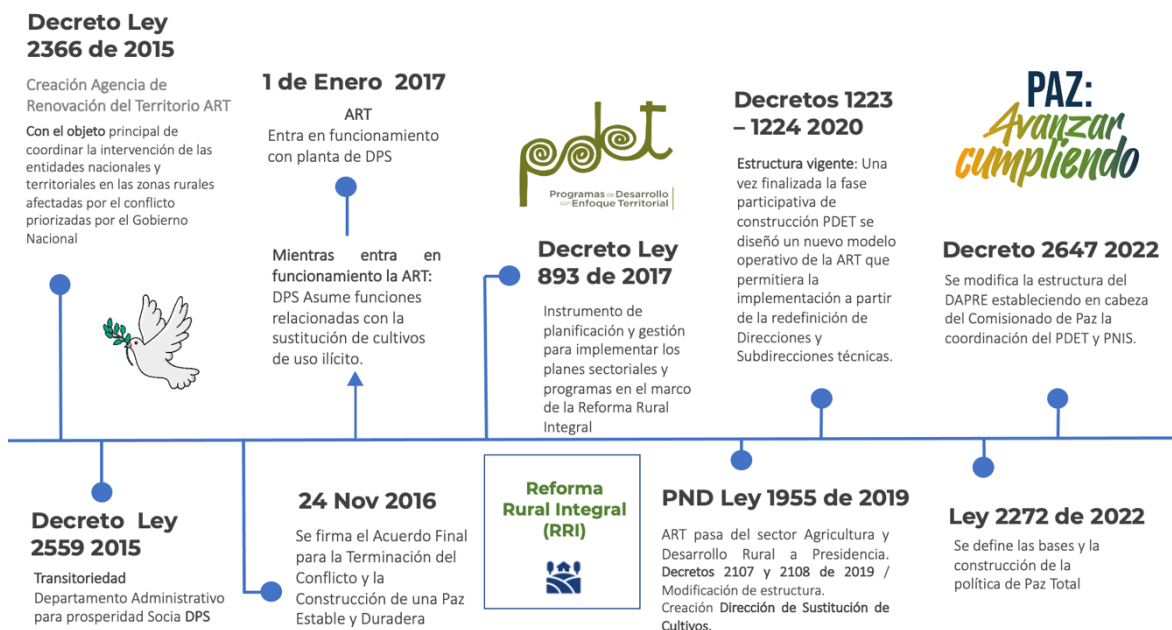 Decreto Ley
2366 de 2015
Creación Agencia de
Renovación del Territorio ART
Con el objeto principal de
coordinar la intervención de las
entidades nacionales y
territoriales en las zonas rurales
afectadas por el conflicto
priorizadas por el Gobierno
Nacional
1 de Enero 2017
ART
Entra en funcionamiento
con planta de DPS
Mientras entra en
funcionamiento la ART:
DPS Asume funciones
relacionadas con la
sustitución de cultivos
de uso ilícito.
pdet
Programas de Desarrollo
con Enfoque Territorial
Decreto Ley
893 de 2017
Instrumento de
planificación y gestión
para implementar los
planes sectoriales y
programas en el marco
de la Reforma Rural
Integral
Decretos 1223
– 1224 2020
Estructura vigente: Una
vez finalizada la fase
participativa de
construcción PDET se
diseñó un nuevo modelo
operativo de la ART que
permitiera la
implementación a partir
de la redefinición de
Direcciones y
Subdirecciones técnicas.
PAZ:
Avanzar
cumpliendo
Decreto 2647 2022
Se modifica la estructura del
DAPRE estableciendo en cabeza
del Comisionado de Paz la
coordinación del PDET y PNIS.
Decreto Ley
2559 2015
Transitoriedad
Departamento Administrativo
para prosperidad Socia DPS
24 Nov 2016
Se firma el Acuerdo Final
para la Terminación del
Conflicto y la
Construcción de una Paz
Estable y Duradera
Reforma
Rural Integral
(RRI)
PND Ley 1955 de 2019
ART pasa del sector Agricultura y
Desarrollo Rural a Presidencia.
Decretos 2107 y 2108 de 2019 /
Modificación de estructura.
Creación Dirección de Sustitución de
Cultivos.
Ley 2272 de 2022
Se define las bases y la
construcción de la
política de Paz Total